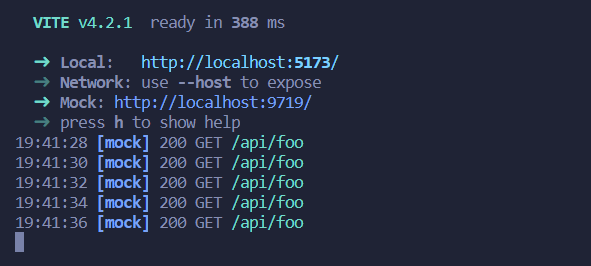 VITE v4.2.1 ready in 388 ms
➜ Local: http://localhost:5173/
➜ Network: use --host to expose
➜ Mock: http://localhost:9719/
➜ press h to show help
19:41:28 [mock] 200 GET /api/foo
19:41:30 [mock] 200 GET /api/foo
19:41:32 [mock] 200 GET /api/foo
19:41:34 [mock] 200 GET /api/foo
19:41:36 [mock] 200 GET /api/foo